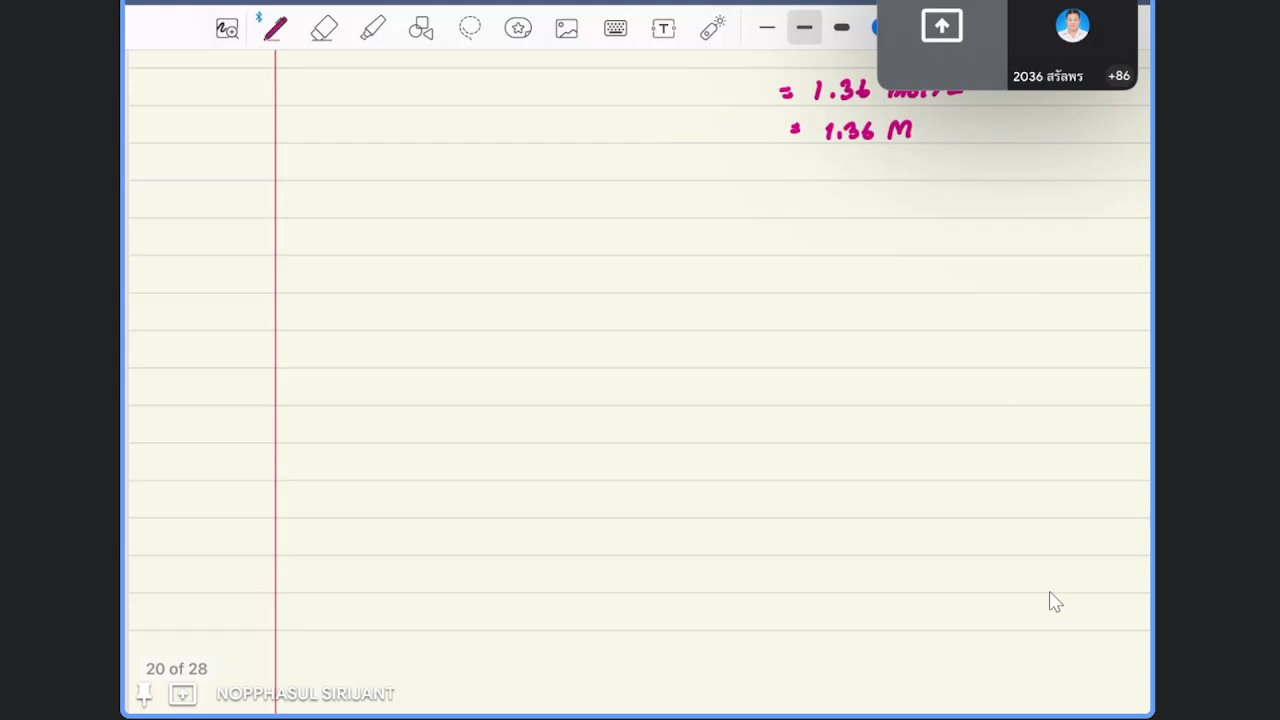 2036 สรัลพร +86
= 1.36
= 1.36 M
20 of 28
NOPPHASUL SIRIJANT